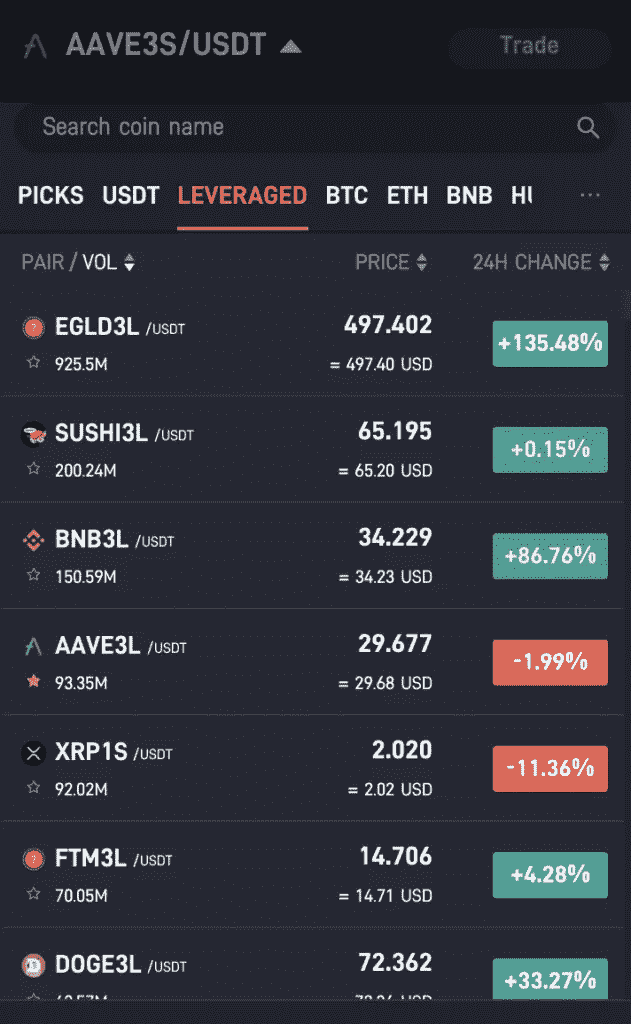 AAVE3S/USDT
Trade
Search coin name
PICKS USDT LEVERAGED BTC ETH BNB
PAIR / VOL PRICE 24H CHANGE
EGLD3L /USDT 497.402 +135.48%
925.5M = 497.40 USD
SUSHI3L /USDT 65.195 +0.15%
200.24M = 65.20 USD
BNB3L /USDT 34.229 +86.76%
150.59M = 34.23 USD
AAVE3L /USDT 29.677 -1.99%
93.35M = 29.68 USD
XRP1S /USDT 2.020 -11.36%
92.02M = 2.02 USD
FTM3L /USDT 14.706 +4.28%
70.05M = 14.71 USD
DOGE3L /USDT 72.362 +33.27%